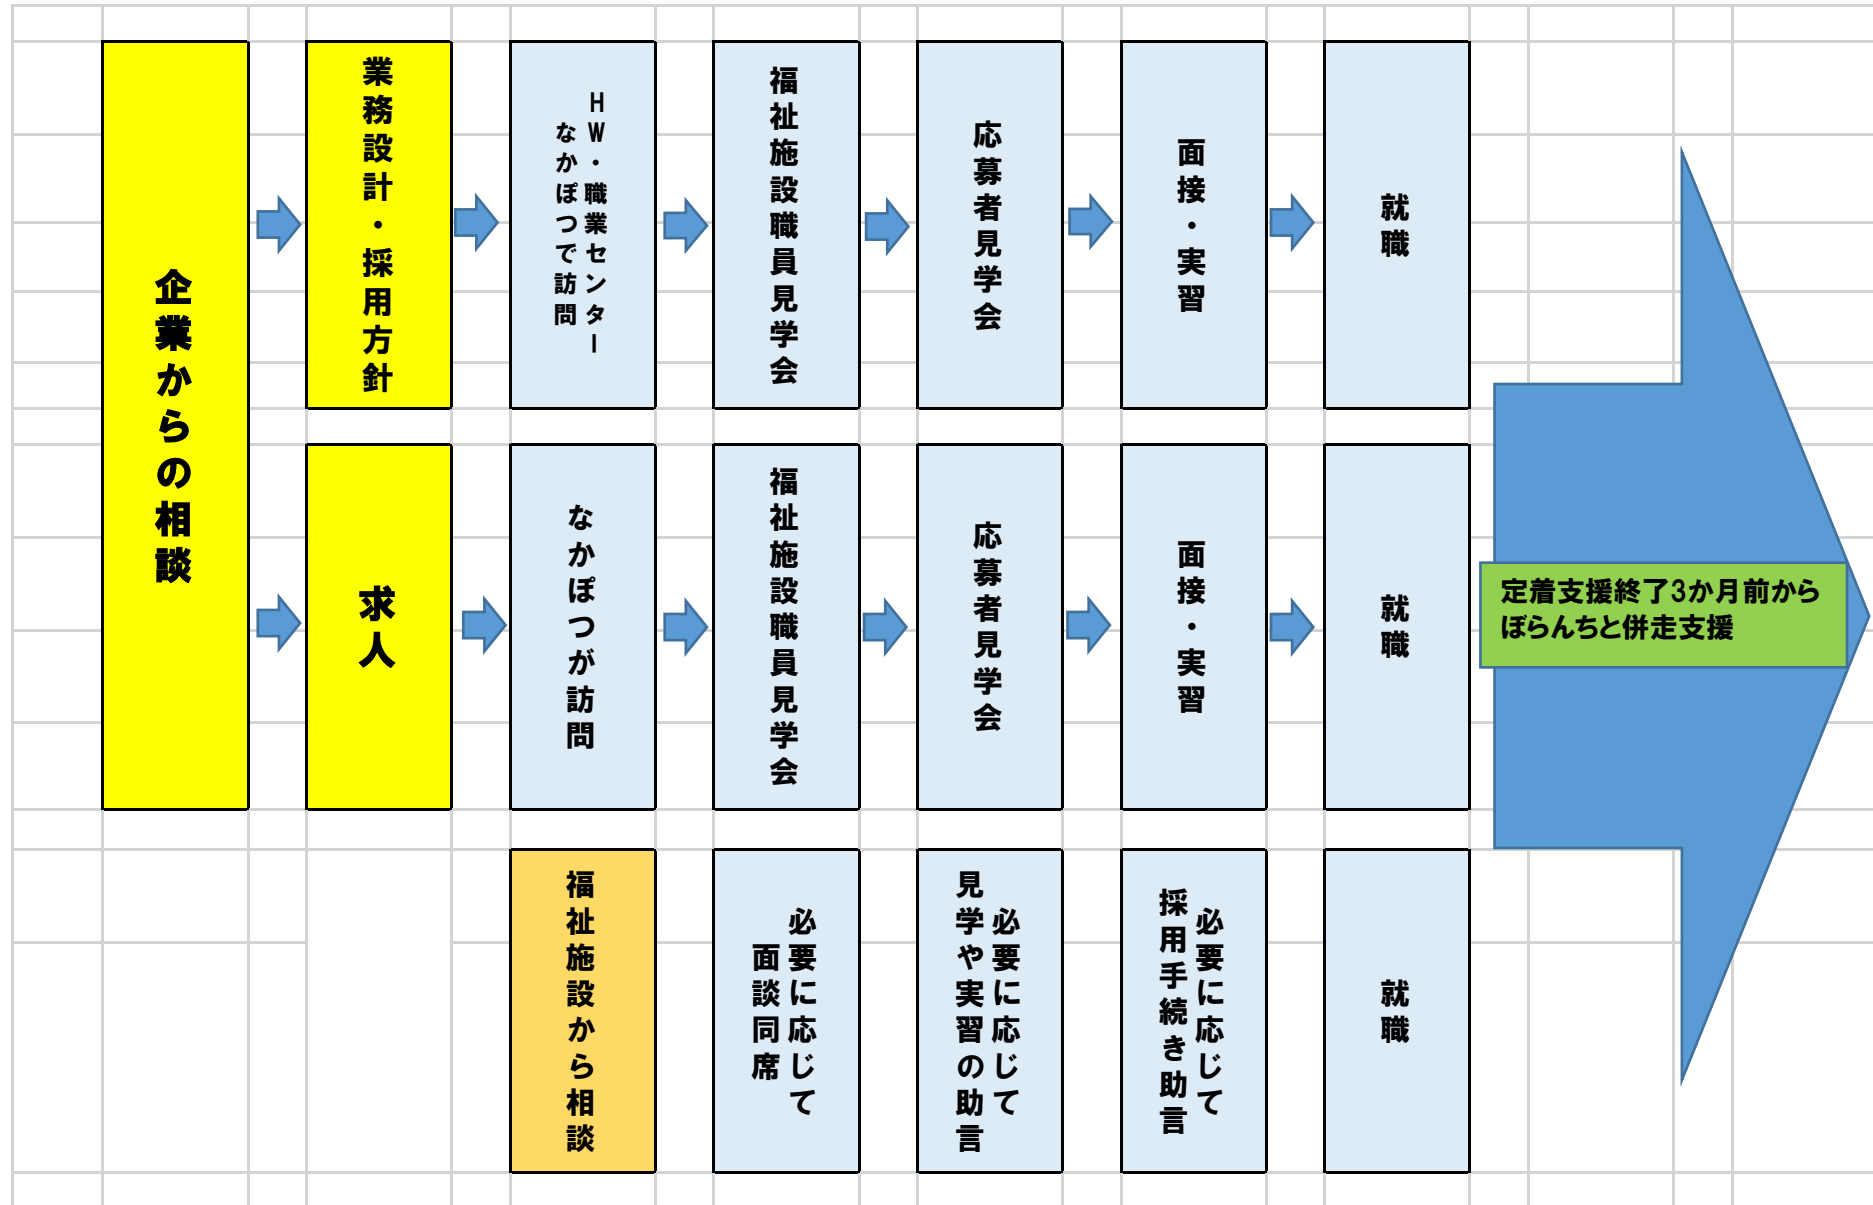 企業からの相談
業務設計・採用方針
HW・職業センター
なかぽつで訪問
福祉施設職員見学会
応募者見学会
面接・実習
就職
求人
なかぽつが訪問
福祉施設職員見学会
応募者見学会
面接・実習
就職
定着支援終了3か月前から
ぼらんちと併走支援
福祉施設から相談
必要に応じて
面談同席
必要に応じて
見学や実習の助言
必要に応じて
採用手続き助言
就職